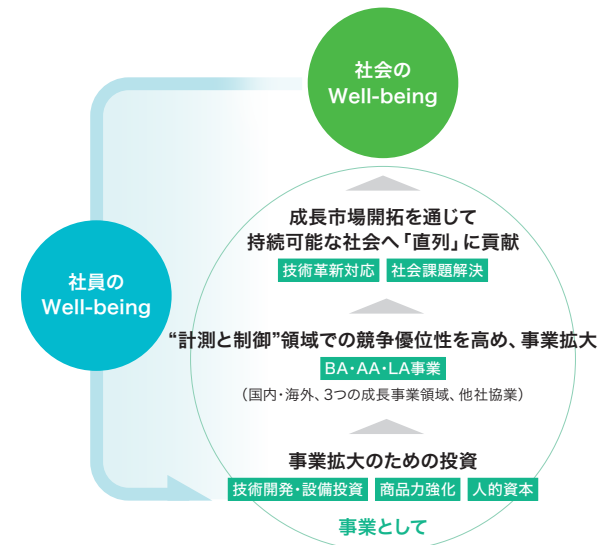 社会の
Well-being
社員の
Well-being
成長市場開拓を通じて
持続可能な社会へ「直列」に貢献
技術革新対応 社会課題解決
“計測と制御”領域での競争優位性を高め、事業拡大
BA・AA・LA事業
（国内・海外、3つの成長事業領域、他社協業）
事業拡大のための投資
技術開発・設備投資 商品力強化 人的資本
事業として